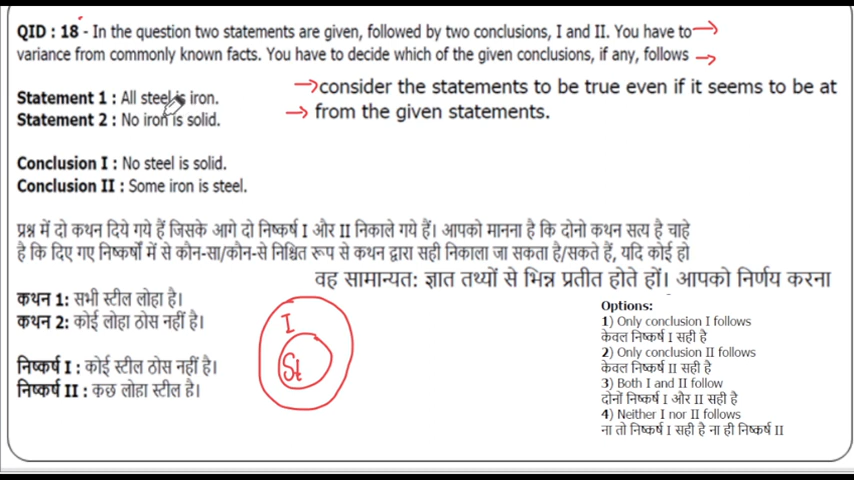 QID : 18 - In the question two statements are given, followed by two conclusions, I and II. You have to
variance from commonly known facts. You have to decide which of the given conclusions, if any, follows
consider the statements to be true even if it seems to be at
from the given statements.
Statement 1 : All steel is iron.
Statement 2 : No iron is solid.
Conclusion I : No steel is solid.
Conclusion II : Some iron is steel.
प्रश्न में दो कथन दिये गये हैं जिसके आगे दो निष्कर्ष I और II निकाले गये हैं। आपको मानना है कि दोनो कथन सत्य है चाहे
है कि दिए गए निष्कर्षों में से कौन-सा/कौन-से निश्चित रूप से कथन द्वारा सही निकाला जा सकता है/सकते हैं, यदि कोई हो
वह सामान्यत: ज्ञात तथ्यों से भिन्न प्रतीत होते हों। आपको निर्णय करना
कथन 1: सभी स्टील लोहा है।
कथन 2: कोई लोहा ठोस नहीं है।
निष्कर्ष I : कोई स्टील ठोस नहीं है।
निष्कर्ष II : कुछ लोहा स्टील है।
I
St
Options:
1) Only conclusion I follows
केवल निष्कर्ष I सही है
2) Only conclusion II follows
केवल निष्कर्ष II सही है
3) Both I and II follow
दोनों निष्कर्ष I और II सही है
4) Neither I nor II follows
ना तो निष्कर्ष I सही है ना ही निष्कर्ष II